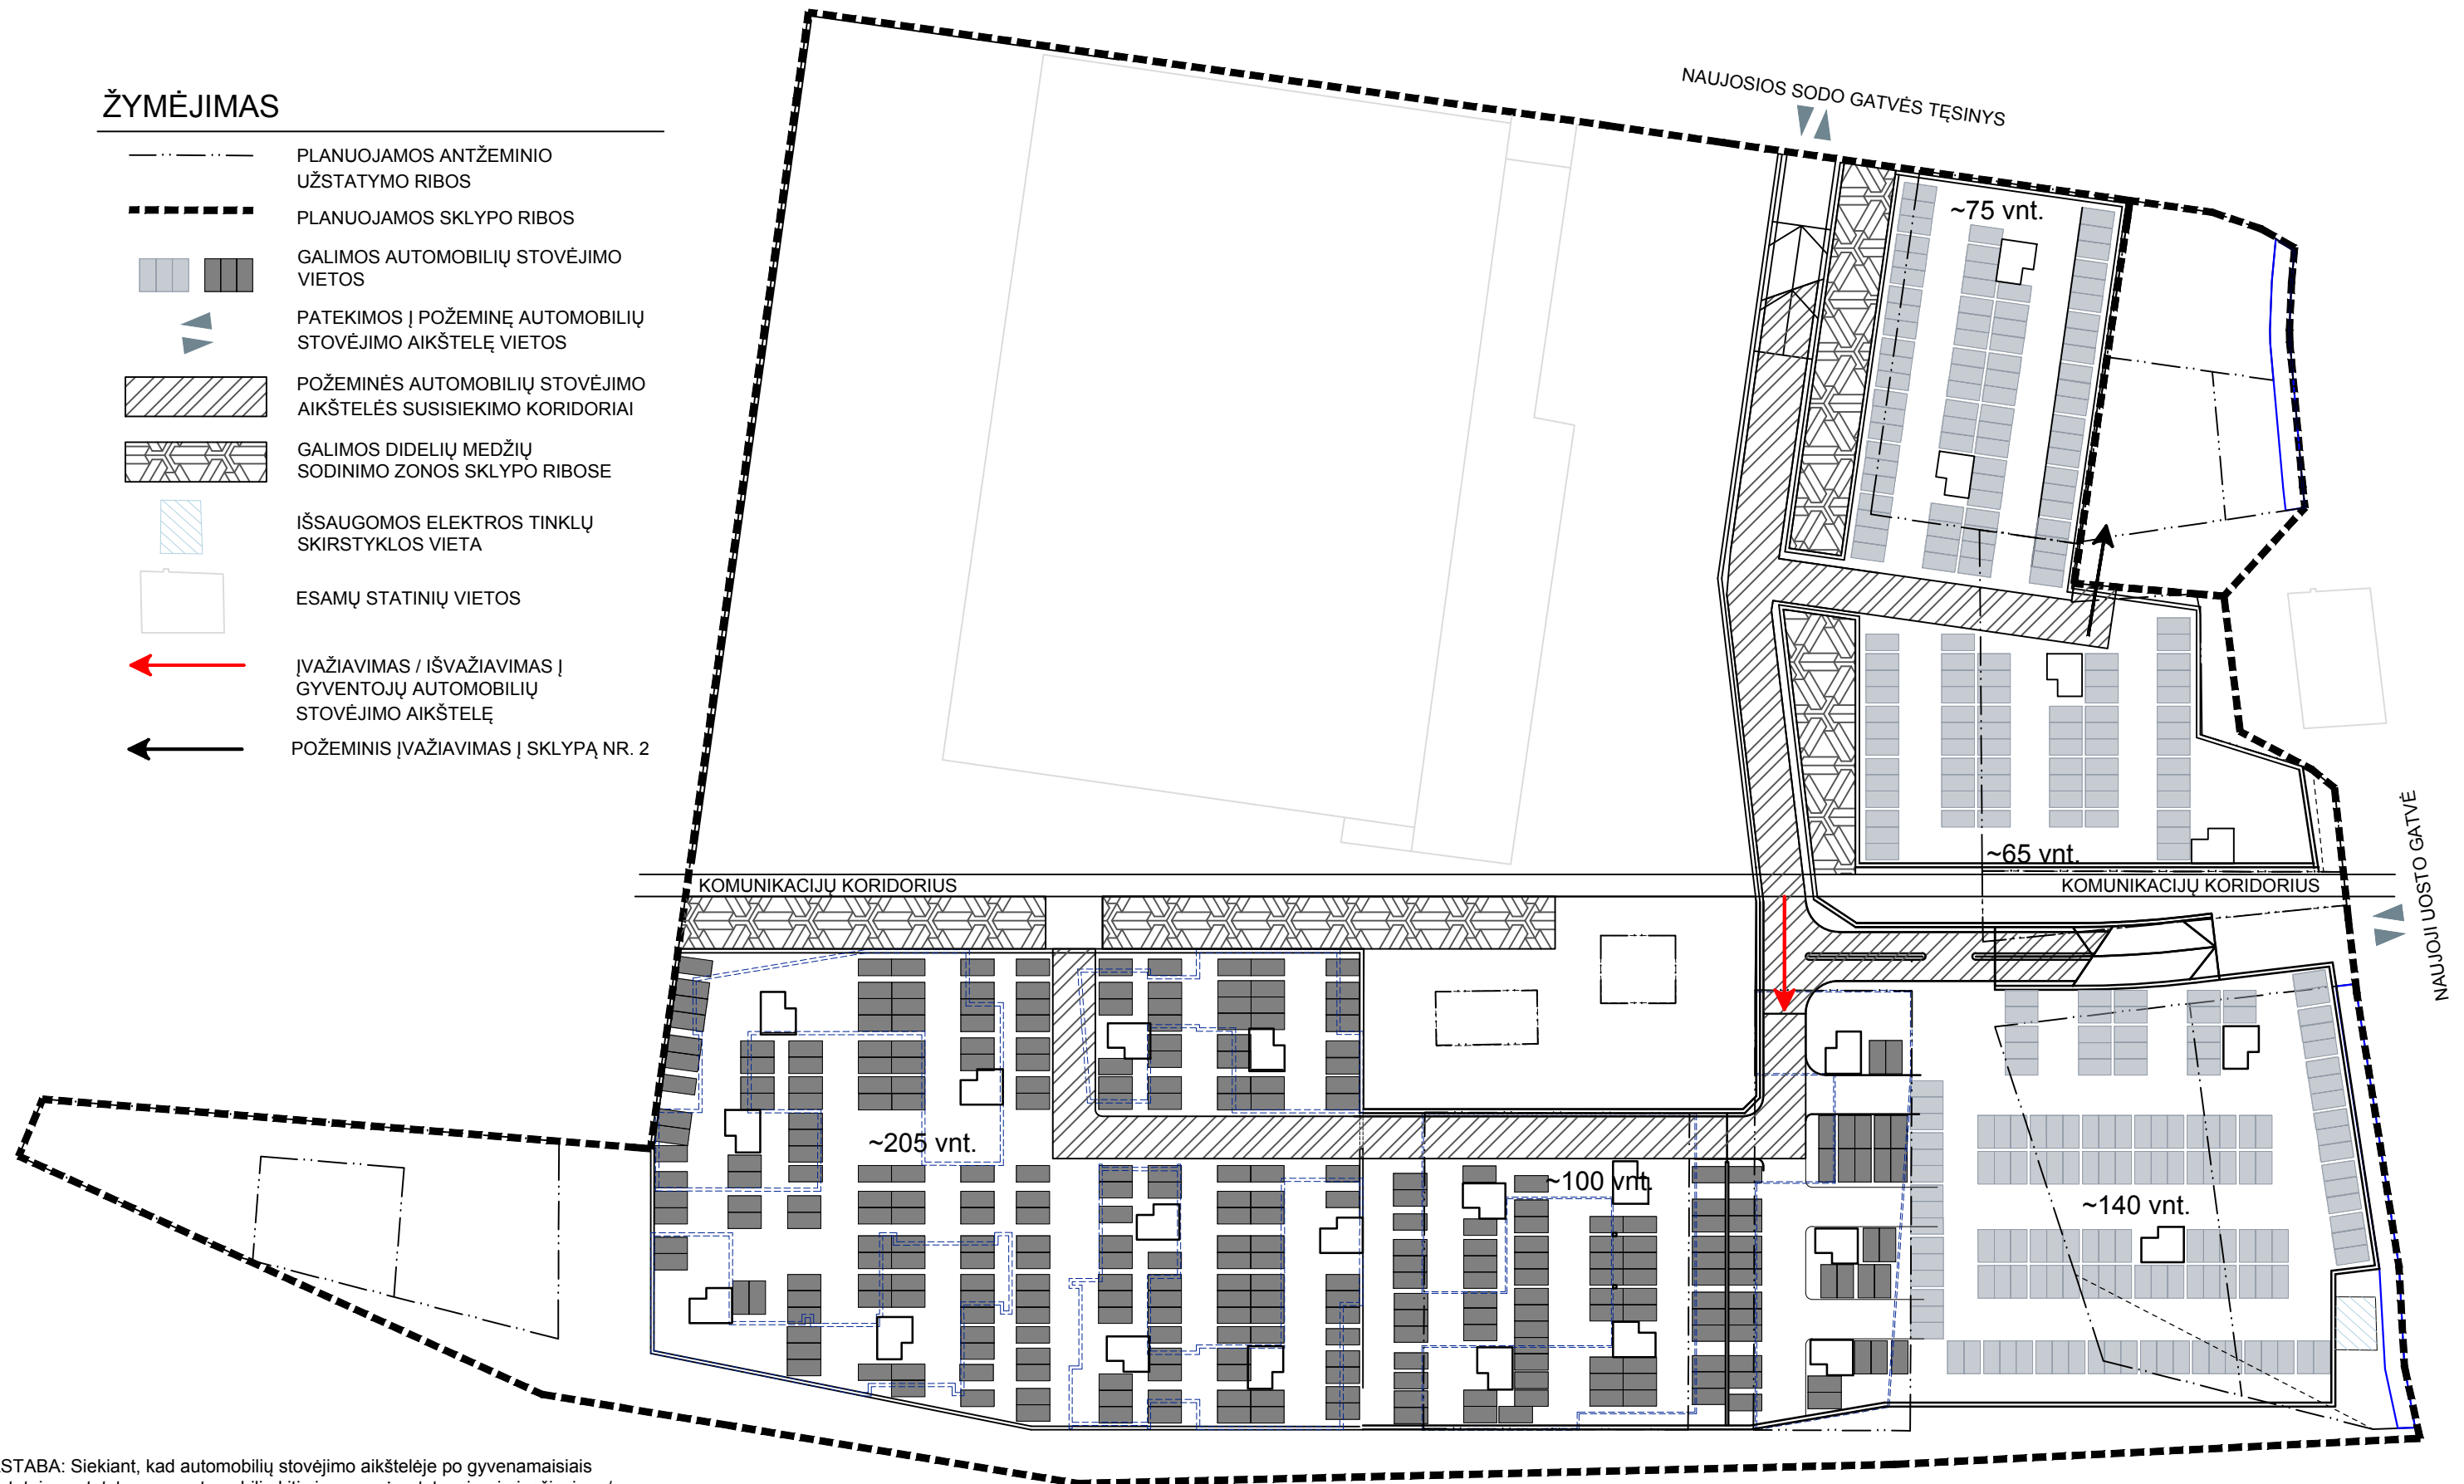 ŽYMĖJIMAS
PLANUOJAMOS ANTŽEMINIO
UŽSTATYMO RIBOS
PLANUOJAMOS SKLYPO RIBOS
GALIMOS AUTOMOBILIŲ STOVĖJIMO
VIETOS
PATEKIMOS Į POŽEMINĘ AUTOMOBILIŲ
STOVĖJIMO AIKŠTELĘ VIETOS
POŽEMINĖS AUTOMOBILIŲ STOVĖJIMO
AIKŠTELĖS SUSISIEKIMO KORIDORIAI
GALIMOS DIDELIŲ MEDŽIŲ
SODINIMO ZONOS SKLYPO RIBOSE
IŠSAUGOMOS ELEKTROS TINKLŲ
SKIRSTYKLOS VIETA
ESAMŲ STATINIŲ VIETOS
ĮVAŽIAVIMAS / IŠVAŽIAVIMAS Į
GYVENTOJŲ AUTOMOBILIŲ
STOVĖJIMO AIKŠTELĘ
POŽEMINIS ĮVAŽIAVIMAS Į SKLYPĄ NR. 2
NAUJOSIOS SODO GATVĖS TĘSINYS
~75 vnt.
~65 vnt.
KOMUNIKACIJŲ KORIDORIUS
KOMUNIKACIJŲ KORIDORIUS
NAUJOJI UOSTO GATVĖ
~205 vnt.
~100 vnt.
~140 vnt.
STABA: Siekiant, kad automobilių stovėjimo aikštelėje po gyvenamaisiais